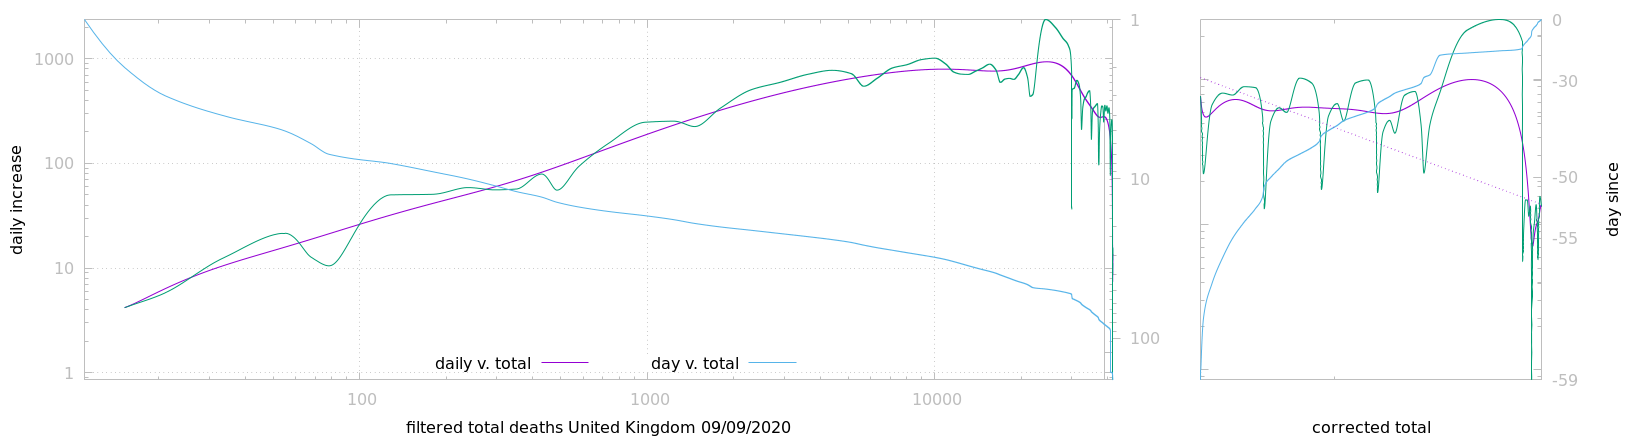 1000
100
10
1
daily increase
100
1000
10000
1
10
100
daily v. total
day v. total
filtered total deaths United Kingdom 09/09/2020
0
-30
-50
-55
-59
day since
corrected total